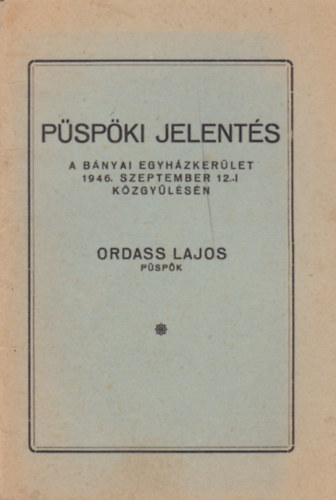 PÜSPÖKI JELENTÉS
A BÁNYAI EGYHÁZKERÜLET
1946. SZEPTEMBER 12.-I
KÖZGYŰLÉSÉN
ORDASS LAJOS
PÜSPÖK